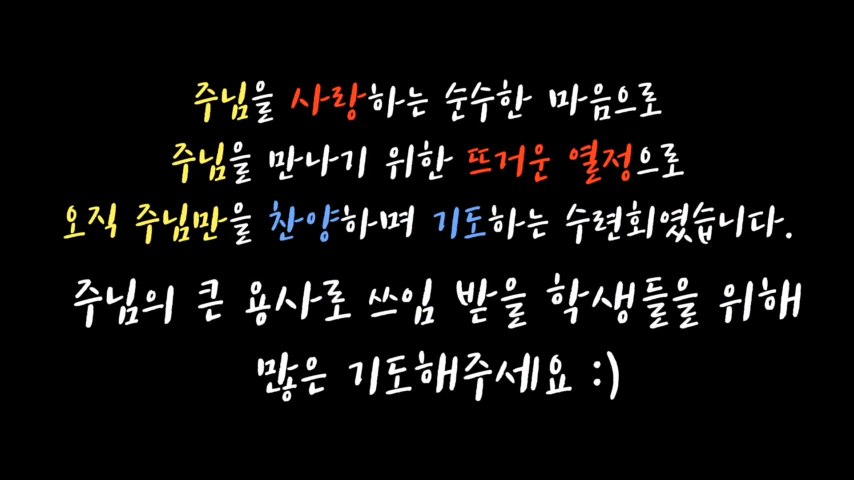 주님을 사랑하는 순수한 마음으로
주님을 만나기 위한 뜨거운 열정으로
오직 주님만을 찬양하며 기도하는 수련회였습니다.
주님의 큰 용사로 쓰임 받을 학생들을 위해
많은 기도해주세요 :)